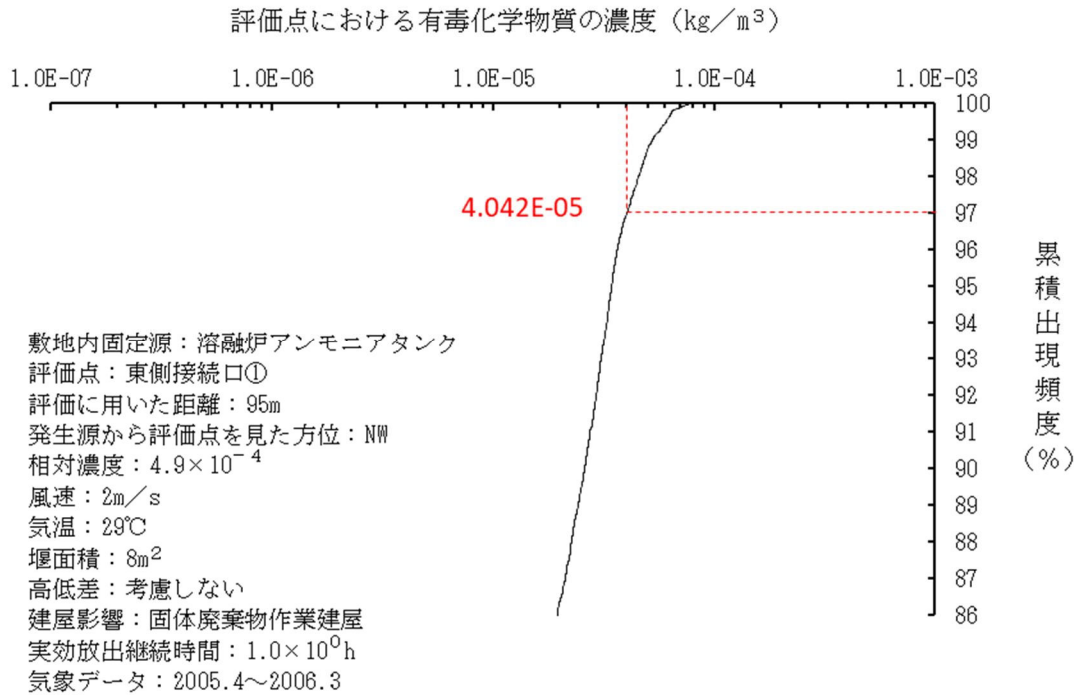 評価点における有毒化学物質の濃度（kg／m³）
1.0E-07 1.0E-06 1.0E-05 1.0E-04 1.0E-03
100
99
98
97
4.042E-05
96
95
94
93
92
91
90
89
88
87
86
累積出現頻度（％）
敷地内固定源：溶融炉アンモニアタンク
評価点：東側接続口①
評価に用いた距離：95m
発生源から評価点を見た方位：NW
相対濃度：4.9×10⁻⁴
風速：2m／s
気温：29℃
堰面積：8m²
高低差：考慮しない
建屋影響：固体廃棄物作業建屋
実効放出継続時間：1.0×10⁰h
気象データ：2005.4～2006.3